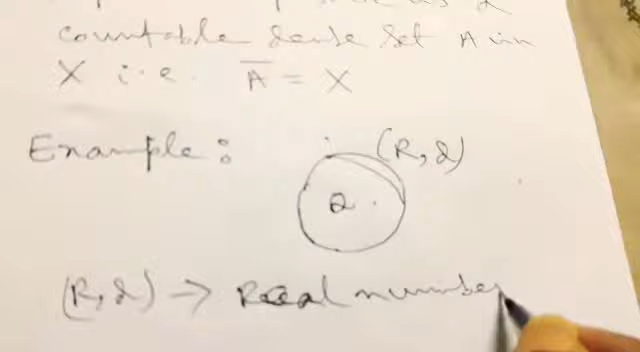 countable dense set A in
X i.e. A̅ = X
Example:
(R,d)
Q
(R,d) → Real number